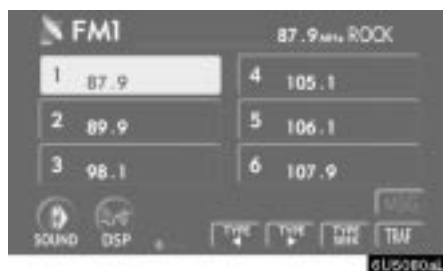 FM1 87.9 MHz ROCK
1 87.9 4 105.1
2 89.9 5 106.1
3 98.1 6 107.9
MSG
SOUND DSP TYPE TYPE TYPE SEEK TRAF